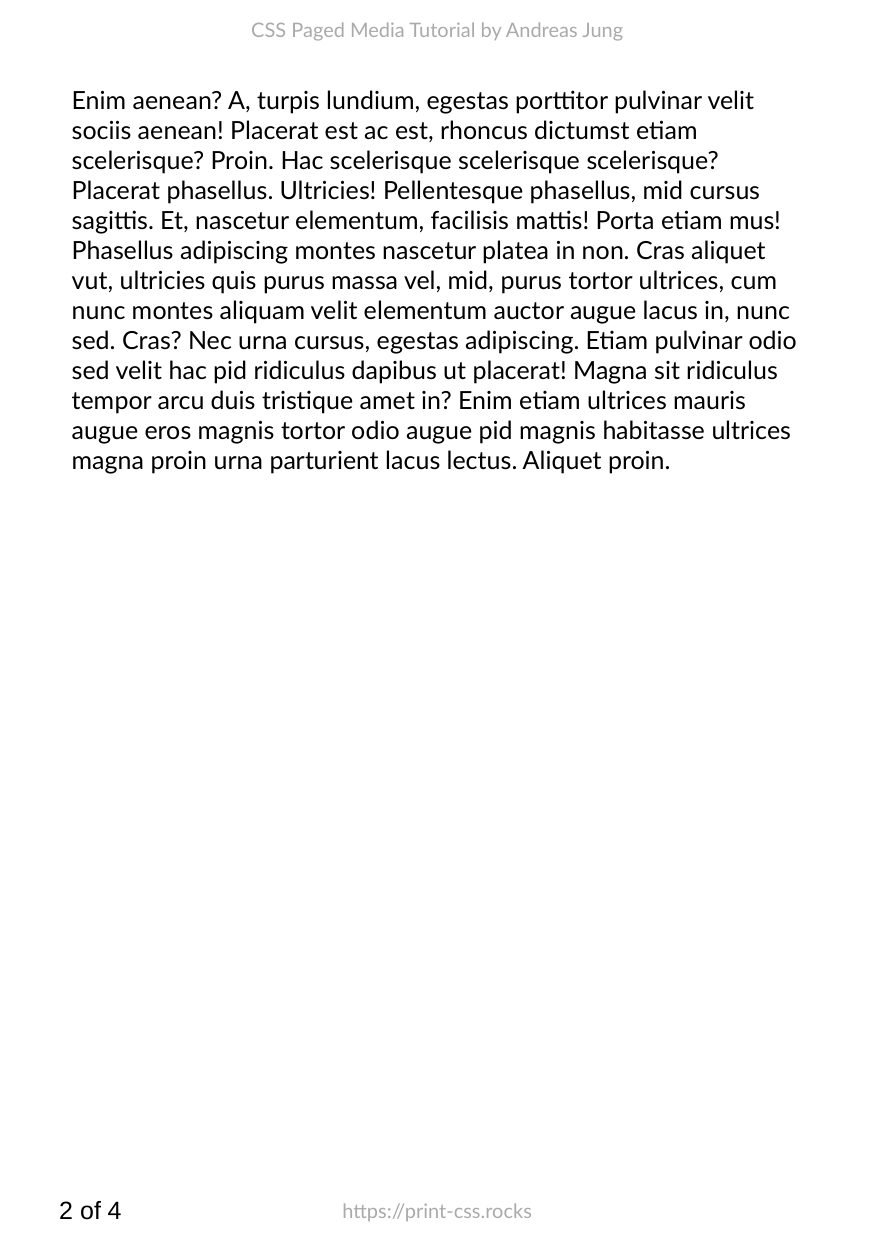 CSS Paged Media Tutorial by Andreas Jung
Enim aenean? A, turpis lundium, egestas porttitor pulvinar velit
sociis aenean! Placerat est ac est, rhoncus dictumst etiam
scelerisque? Proin. Hac scelerisque scelerisque scelerisque?
Placerat phasellus. Ultricies! Pellentesque phasellus, mid cursus
sagittis. Et, nascetur elementum, facilisis mattis! Porta etiam mus!
Phasellus adipiscing montes nascetur platea in non. Cras aliquet
vut, ultricies quis purus massa vel, mid, purus tortor ultrices, cum
nunc montes aliquam velit elementum auctor augue lacus in, nunc
sed. Cras? Nec urna cursus, egestas adipiscing. Etiam pulvinar odio
sed velit hac pid ridiculus dapibus ut placerat! Magna sit ridiculus
tempor arcu duis tristique amet in? Enim etiam ultrices mauris
augue eros magnis tortor odio augue pid magnis habitasse ultrices
magna proin urna parturient lacus lectus. Aliquet proin.
2 of 4
https://print-css.rocks